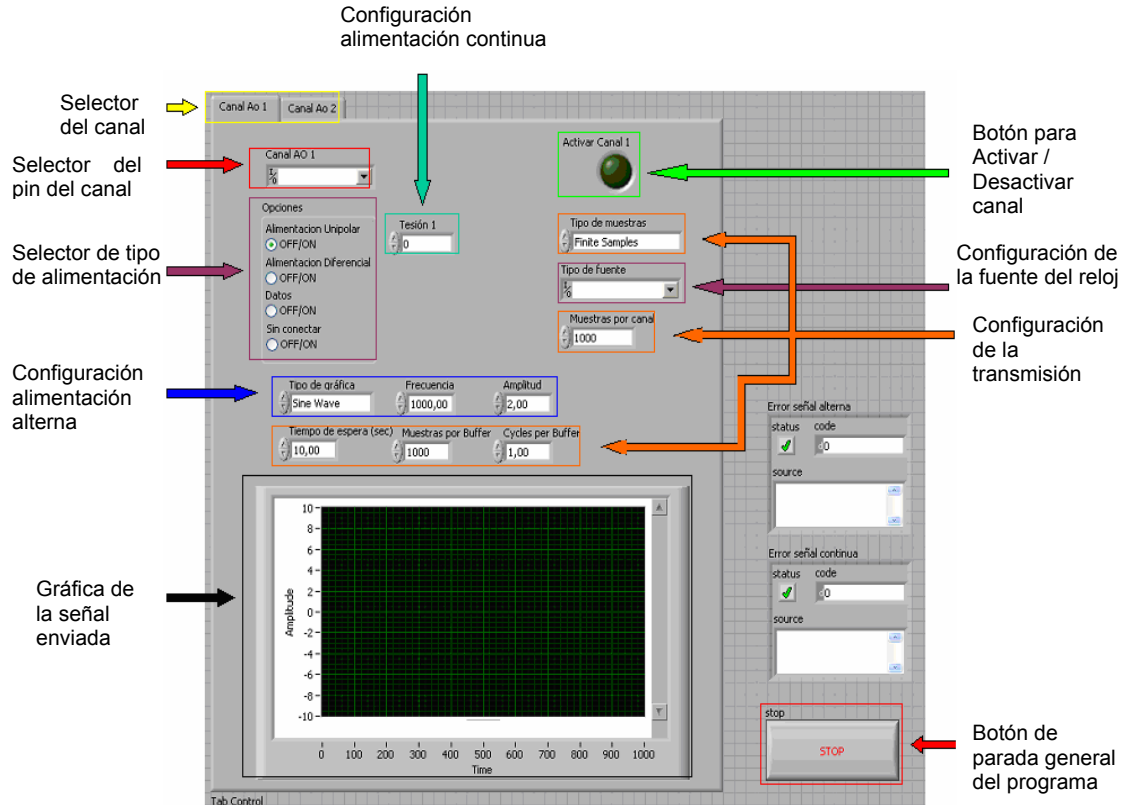 Configuración
alimentación continua
Selector
del canal
Canal Ao 1
Canal Ao 2
Selector del
pin del canal
Canal AO 1
Activar Canal 1
Botón para
Activar /
Desactivar
canal
Selector de tipo
de alimentación
Opciones
Alimentacion Unipolar
OFF/ON
Alimentacion Diferencial
OFF/ON
Datos
OFF/ON
Sin conectar
OFF/ON
Tesión 1
0
Tipo de muestras
Finite Samples
Tipo de fuente
Muestras por canal
1000
Configuración de
la fuente del reloj
Configuración
de la
transmisión
Configuración
alimentación
alterna
Tipo de gráfica
Frecuencia
Amplitud
Sine Wave
1000,00
2,00
Tiempo de espera (sec)
Muestras por Buffer
Cycles per Buffer
10,00
1000
1,00
Error señal alterna
status
code
0
source
Error señal continua
status
code
0
source
Gráfica de
la señal
enviada
Amplitude
10
8
6
4
2
0
-2
-4
-6
-8
-10
0 100 200 300 400 500 600 700 800 900 1000
Time
stop
STOP
Botón de
parada general
del programa
Tab Control